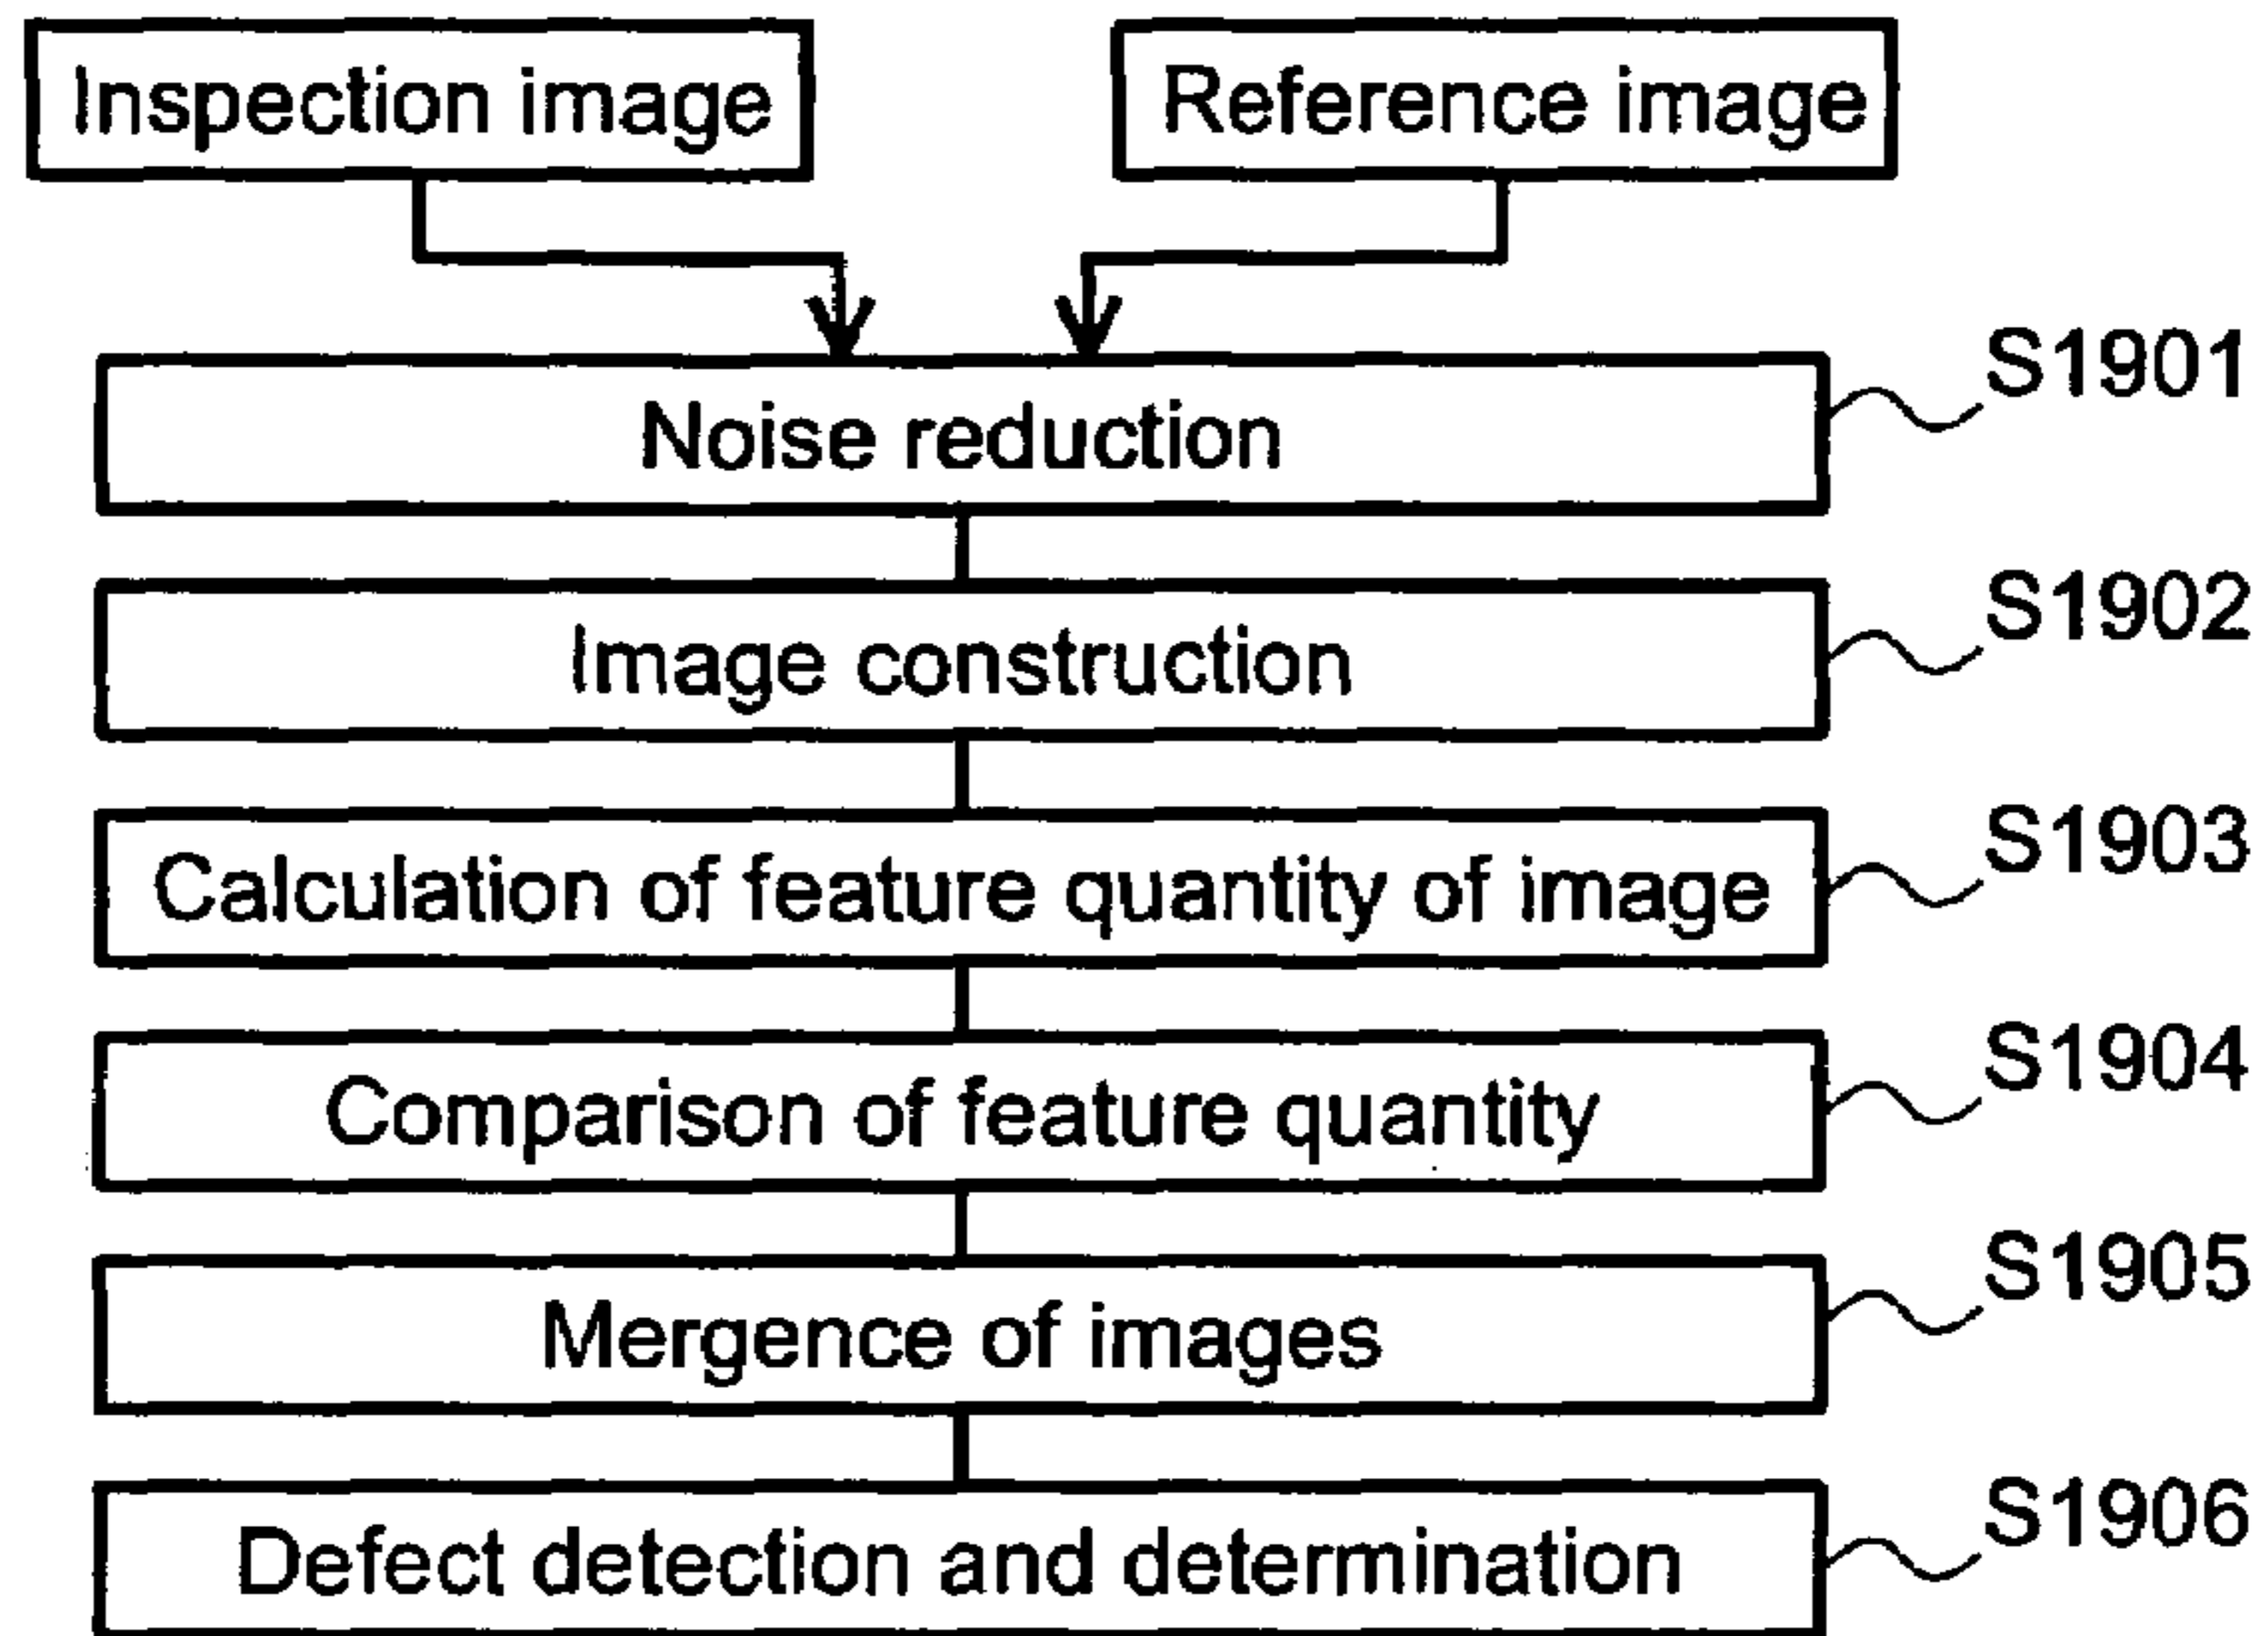 Inspection image
Reference image
S1901
Noise reduction
S1902
Image construction
S1903
Calculation of feature quantity of image
S1904
Comparison of feature quantity
S1905
Mergence of images
S1906
Defect detection and determination